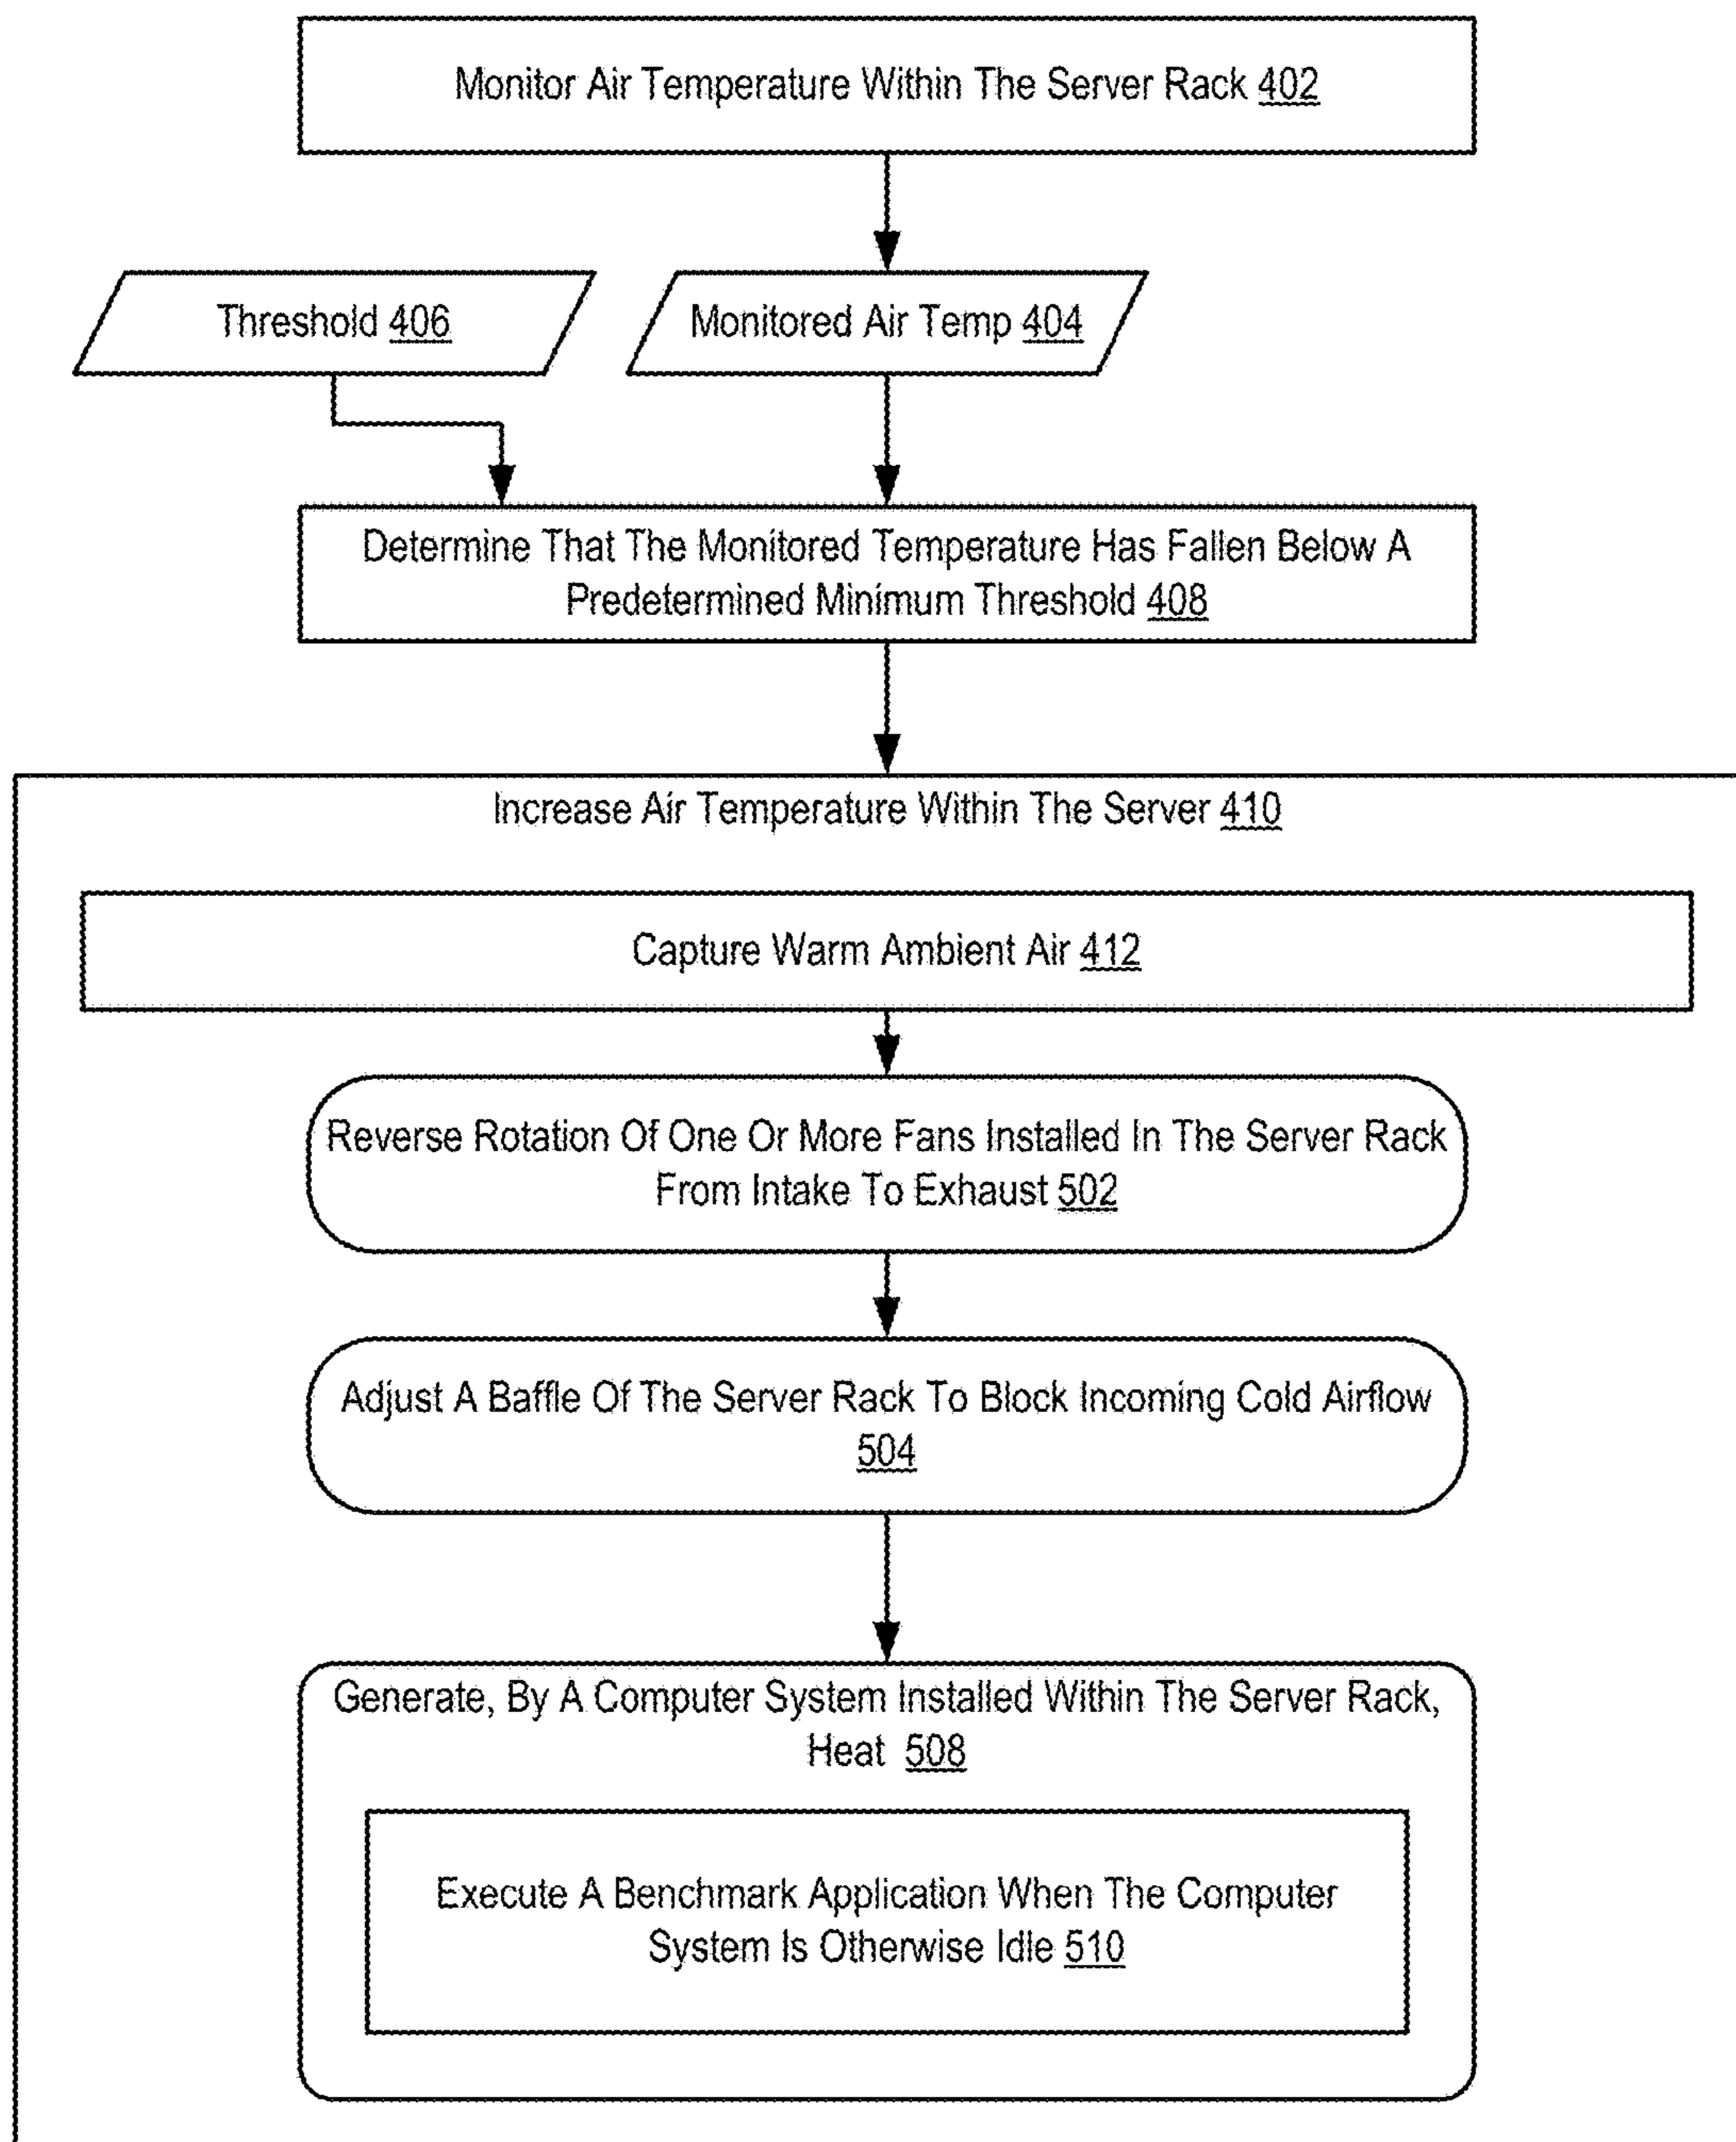 Monitor Air Temperature Within The Server Rack 402
Threshold 406
Monitored Air Temp 404
Determine That The Monitored Temperature Has Fallen Below A
Predetermined Minimum Threshold 408
Increase Air Temperature Within The Server 410
Capture Warm Ambient Air 412
Reverse Rotation Of One Or More Fans Installed In The Server Rack
From Intake To Exhaust 502
Adjust A Baffle Of The Server Rack To Block Incoming Cold Airflow
504
Generate, By A Computer System Installed Within The Server Rack,
Heat 508
Execute A Benchmark Application When The Computer
System Is Otherwise Idle 510